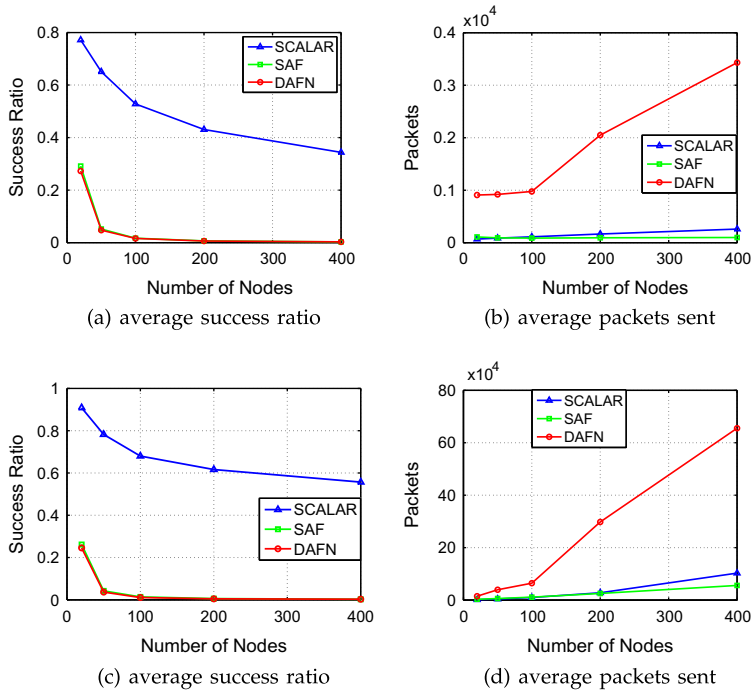 0.8
0.6
0.4
0.2
0
Success Ratio
SCALAR
SAF
DAFN
0 100 200 300 400
Number of Nodes
(a) average success ratio
x10^4
0.4
0.3
0.2
0.1
0
Packets
SCALAR
SAF
DAFN
0 100 200 300 400
Number of Nodes
(b) average packets sent
1
0.8
0.6
0.4
0.2
0
Success Ratio
SCALAR
SAF
DAFN
0 100 200 300 400
Number of Nodes
(c) average success ratio
x10^4
80
60
40
20
0
Packets
SCALAR
SAF
DAFN
0 100 200 300 400
Number of Nodes
(d) average packets sent